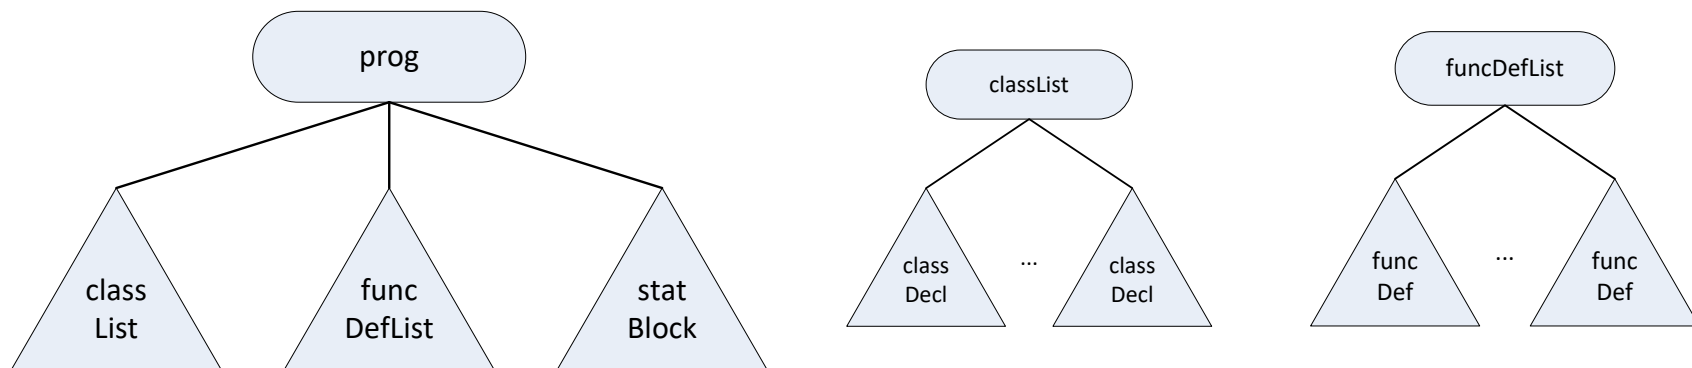 prog
class
List
func
DefList
stat
Block
classList
class
Decl
...
class
Decl
funcDefList
func
Def
...
func
Def